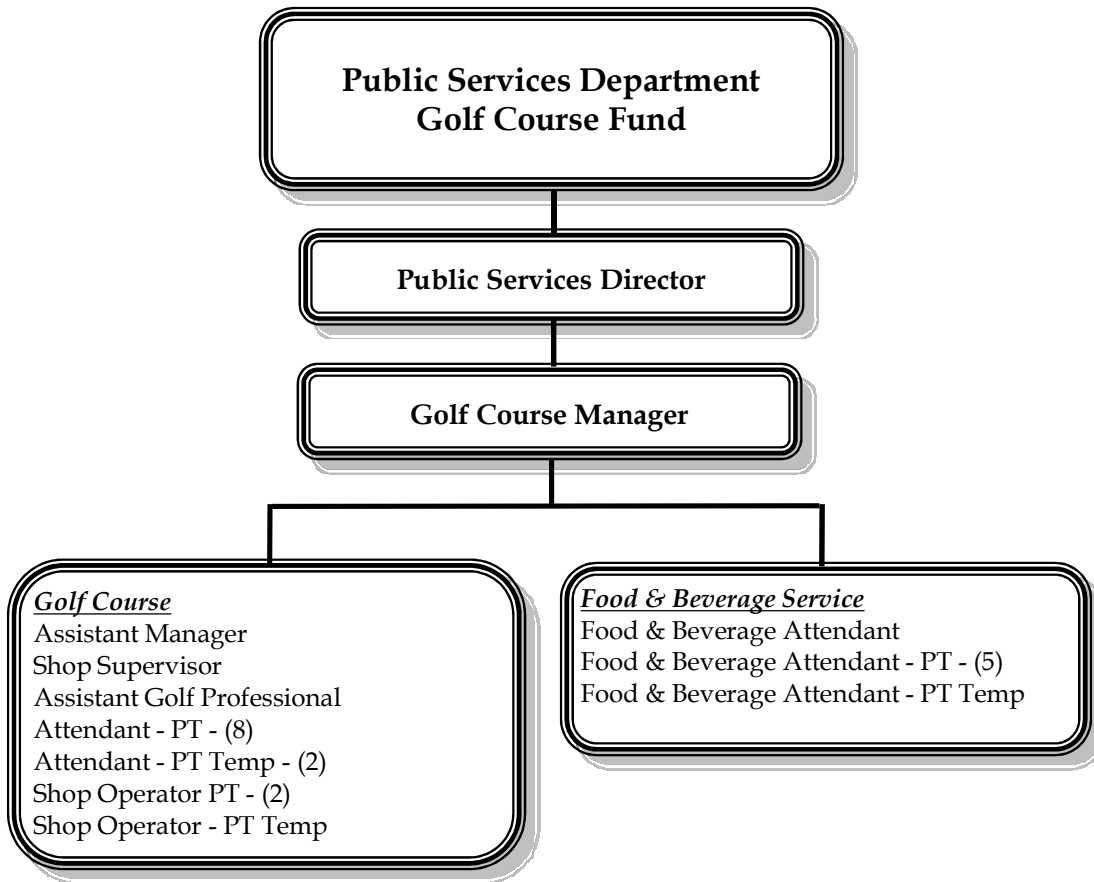 Public Services Department
Golf Course Fund
Public Services Director
Golf Course Manager
Golf Course
Assistant Manager
Shop Supervisor
Assistant Golf Professional
Attendant - PT - (8)
Attendant - PT Temp - (2)
Shop Operator PT - (2)
Shop Operator - PT Temp
Food & Beverage Service
Food & Beverage Attendant
Food & Beverage Attendant - PT - (5)
Food & Beverage Attendant - PT Temp